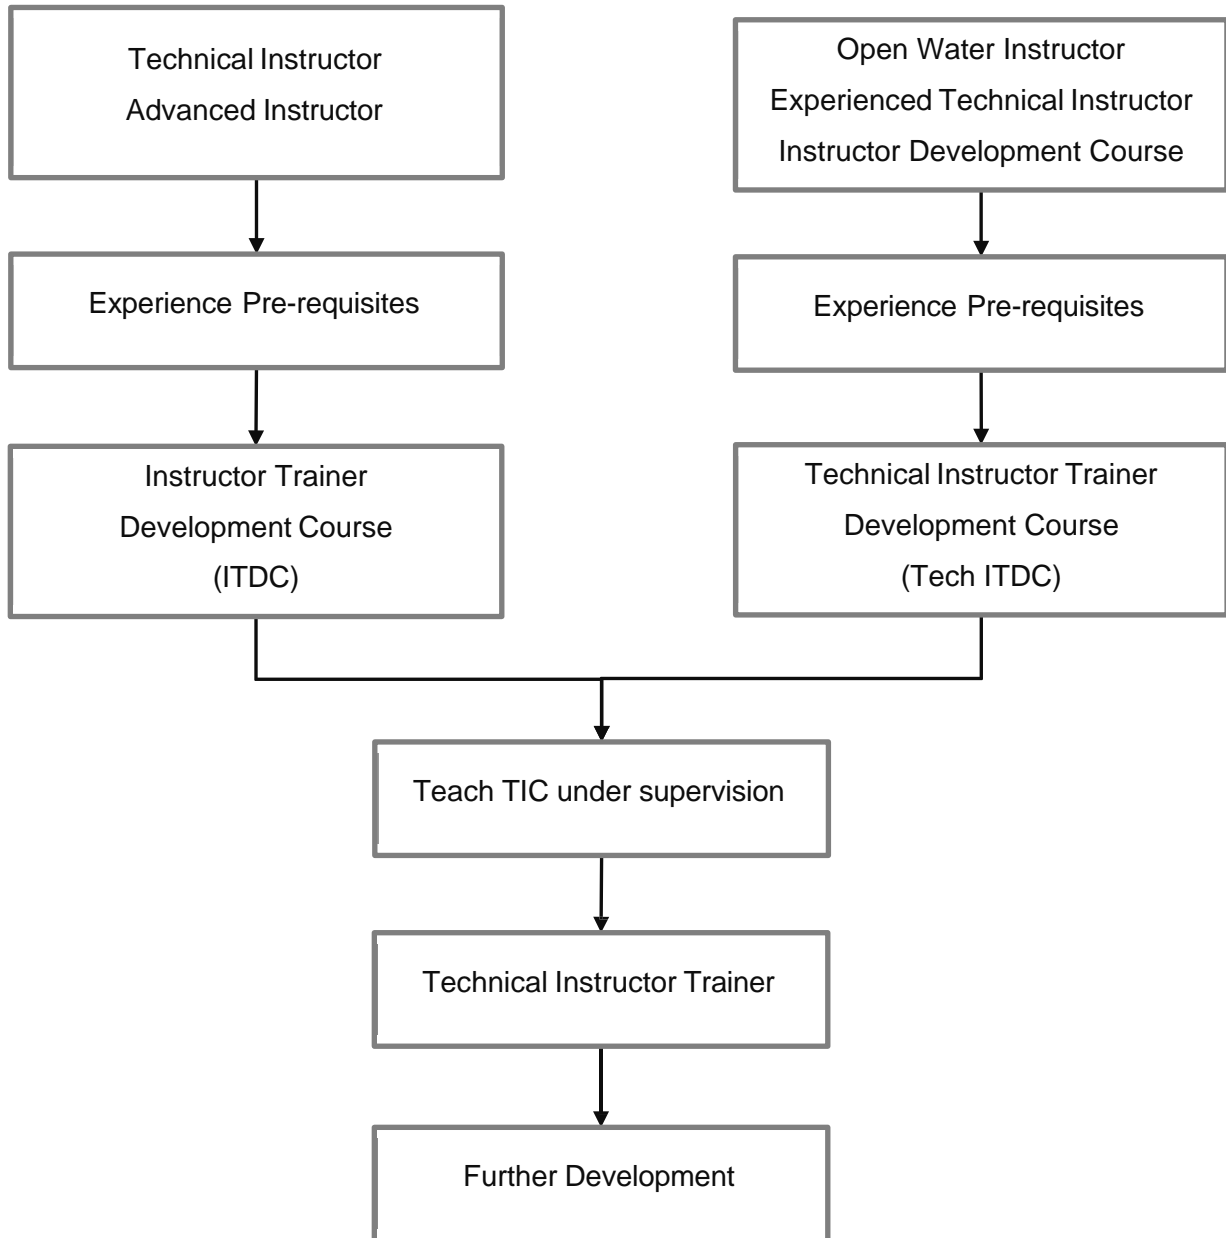 Technical Instructor
Advanced Instructor
Open Water Instructor
Experienced Technical Instructor
Instructor Development Course
Experience Pre-requisites
Experience Pre-requisites
Instructor Trainer
Development Course
(ITDC)
Technical Instructor Trainer
Development Course
(Tech ITDC)
Teach TIC under supervision
Technical Instructor Trainer
Further Development